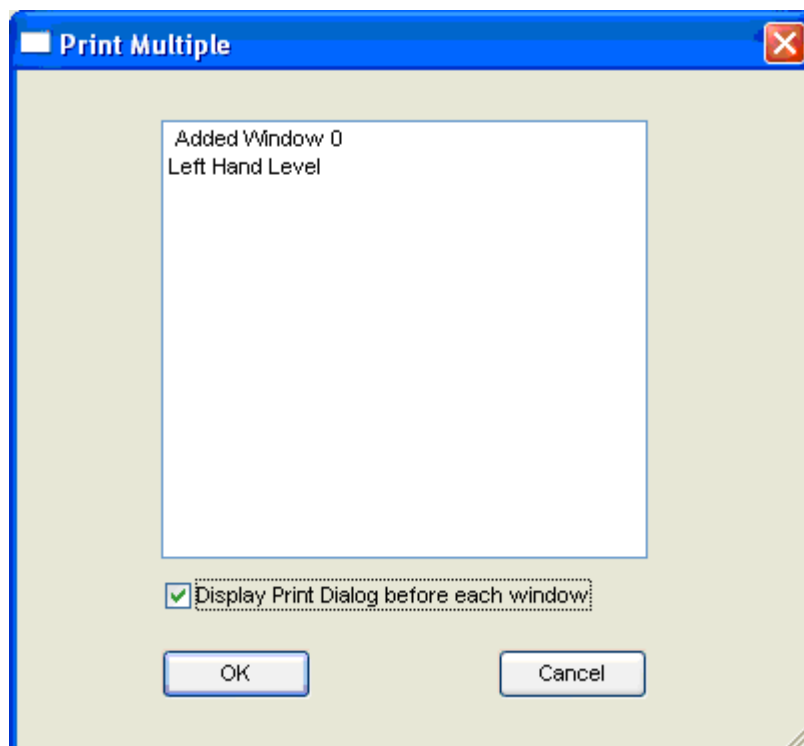 Print Multiple
Added Window 0
Left Hand Level
Display Print Dialog before each window
OK
Cancel